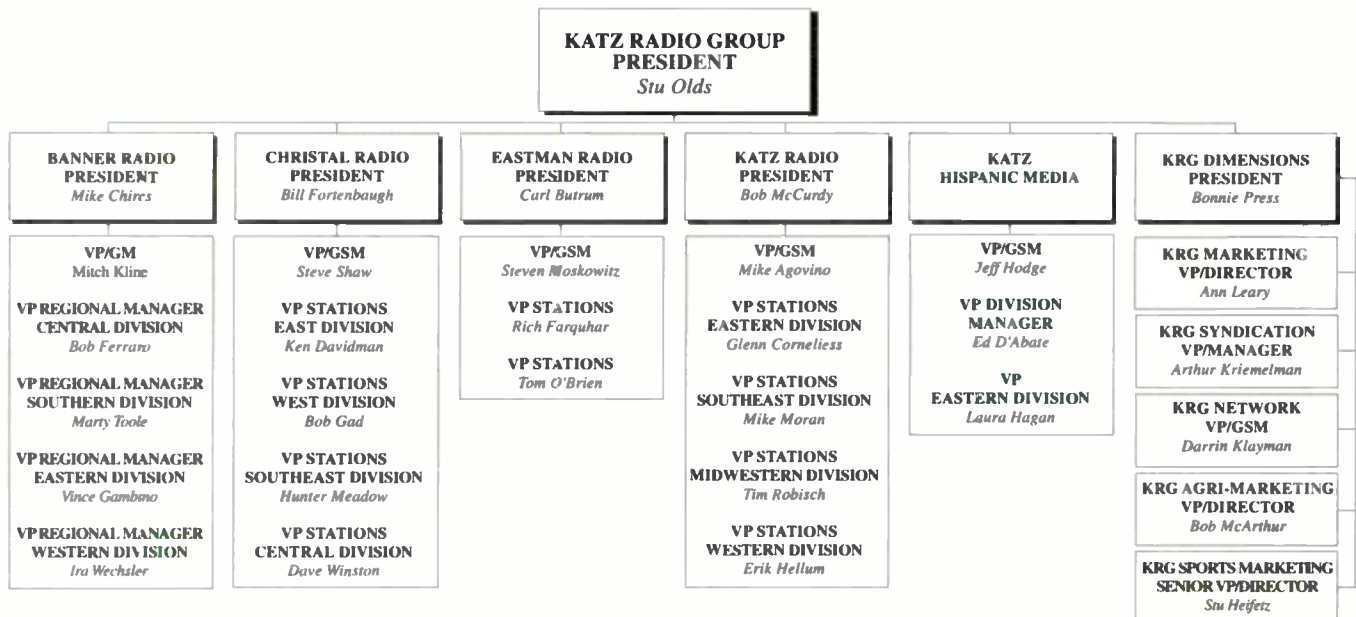 KATZ RADIO GROUP
PRESIDENT
Stu Olds
BANNER RADIO
PRESIDENT
Mike Chires
CHRISTAL RADIO
PRESIDENT
Bill Fortenbaugh
EASTMAN RADIO
PRESIDENT
Carl Butrum
KATZ RADIO
PRESIDENT
Bob McCurdy
KATZ
HISPANIC MEDIA
KRG DIMENSIONS
PRESIDENT
Bonnie Press
VP/GM
Mitch Kline
VP REGIONAL MANAGER
CENTRAL DIVISION
Bob Ferraro
VP REGIONAL MANAGER
SOUTHERN DIVISION
Marty Toole
VP REGIONAL MANAGER
EASTERN DIVISION
Vince Gambino
VP REGIONAL MANAGER
WESTERN DIVISION
Ira Wechsler
VP/GSM
Steve Shaw
VP STATIONS
EAST DIVISION
Ken Davidman
VP STATIONS
WEST DIVISION
Bob Gad
VP STATIONS
SOUTHEAST DIVISION
Hunter Meadow
VP STATIONS
CENTRAL DIVISION
Dave Winston
VP/GSM
Steven Moskowitz
VP STATIONS
Rich Farquhar
VP STATIONS
Tom O'Brien
VP/GSM
Mike Agovino
VP STATIONS
EASTERN DIVISION
Glenn Corneliess
VP STATIONS
SOUTHEAST DIVISION
Mike Moran
VP STATIONS
MIDWESTERN DIVISION
Tim Robisch
VP STATIONS
WESTERN DIVISION
Erik Hellum
VP/GSM
Jeff Hodge
VP DIVISION
MANAGER
Ed D'Abate
VP
EASTERN DIVISION
Laura Hagan
KRG MARKETING
VP/DIRECTOR
Ann Leary
KRG SYNDICATION
VP/MANAGER
Arthur Kriemelman
KRG NETWORK
VP/GSM
Darrin Klayman
KRG AGRI-MARKETING
VP/DIRECTOR
Bob McArthur
KRG SPORTS MARKETING
SENIOR VP/DIRECTOR
Stu Heifetz